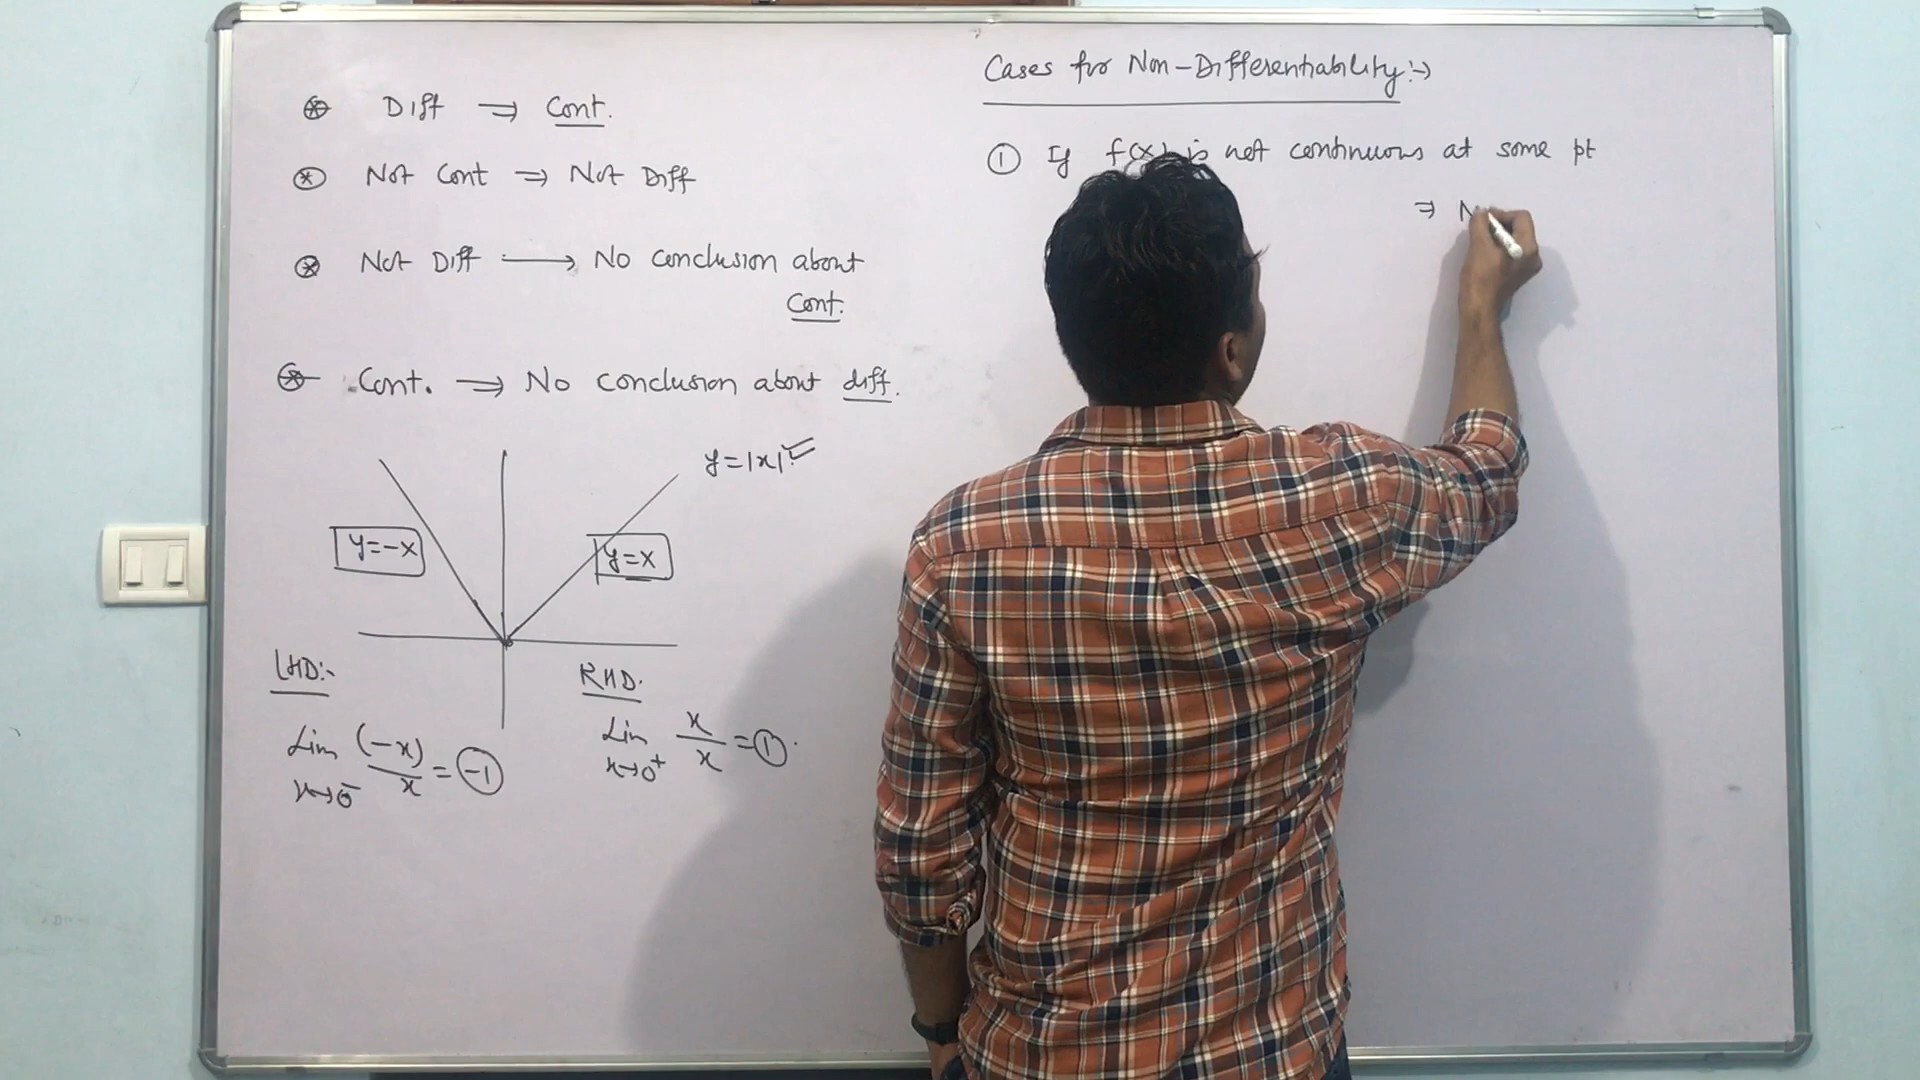 ⊛ Diff ⇒ Cont.
⊛ Not Cont ⇒ Not Diff
⊛ Not Diff ⟶ No conclusion about
Cont.
⊛ Cont. → No conclusion about diff.
y=|x|
y=-x
y=x
LHD:-
Lim (-x)/x = -1
x→0⁻
RHD.
Lim x/x = 1
x→0⁺
Cases for Non-Differentiability:→
① If f(x) is not continuous at some pt
⇒ N